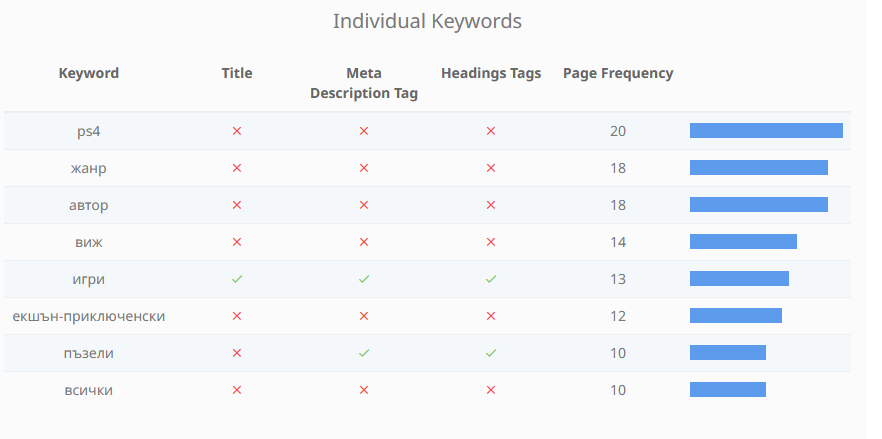 Individual Keywords
Keyword Title Meta Description Tag Headings Tags Page Frequency
ps4 ✕ ✕ ✕ 20
жанр ✕ ✕ ✕ 18
автор ✕ ✕ ✕ 18
виж ✕ ✕ ✕ 14
игри ✓ ✓ ✓ 13
екшън-приключенски ✕ ✕ ✕ 12
пъзели ✕ ✓ ✓ 10
всички ✕ ✕ ✕ 10